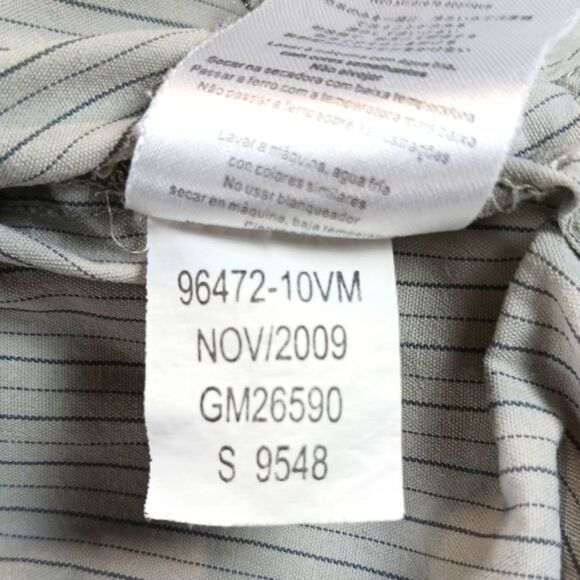 Não alvejar
Secar na secadora com baixa temperatura
Passar a ferro com a temperatura mais baixa
Não passar a ferro sobre as ilustrações
Lavar a máquina, agua fria
con colores similares
No usar blanqueador
secar en máquina, baja
96472-10VM
NOV/2009
GM26590
S 9548